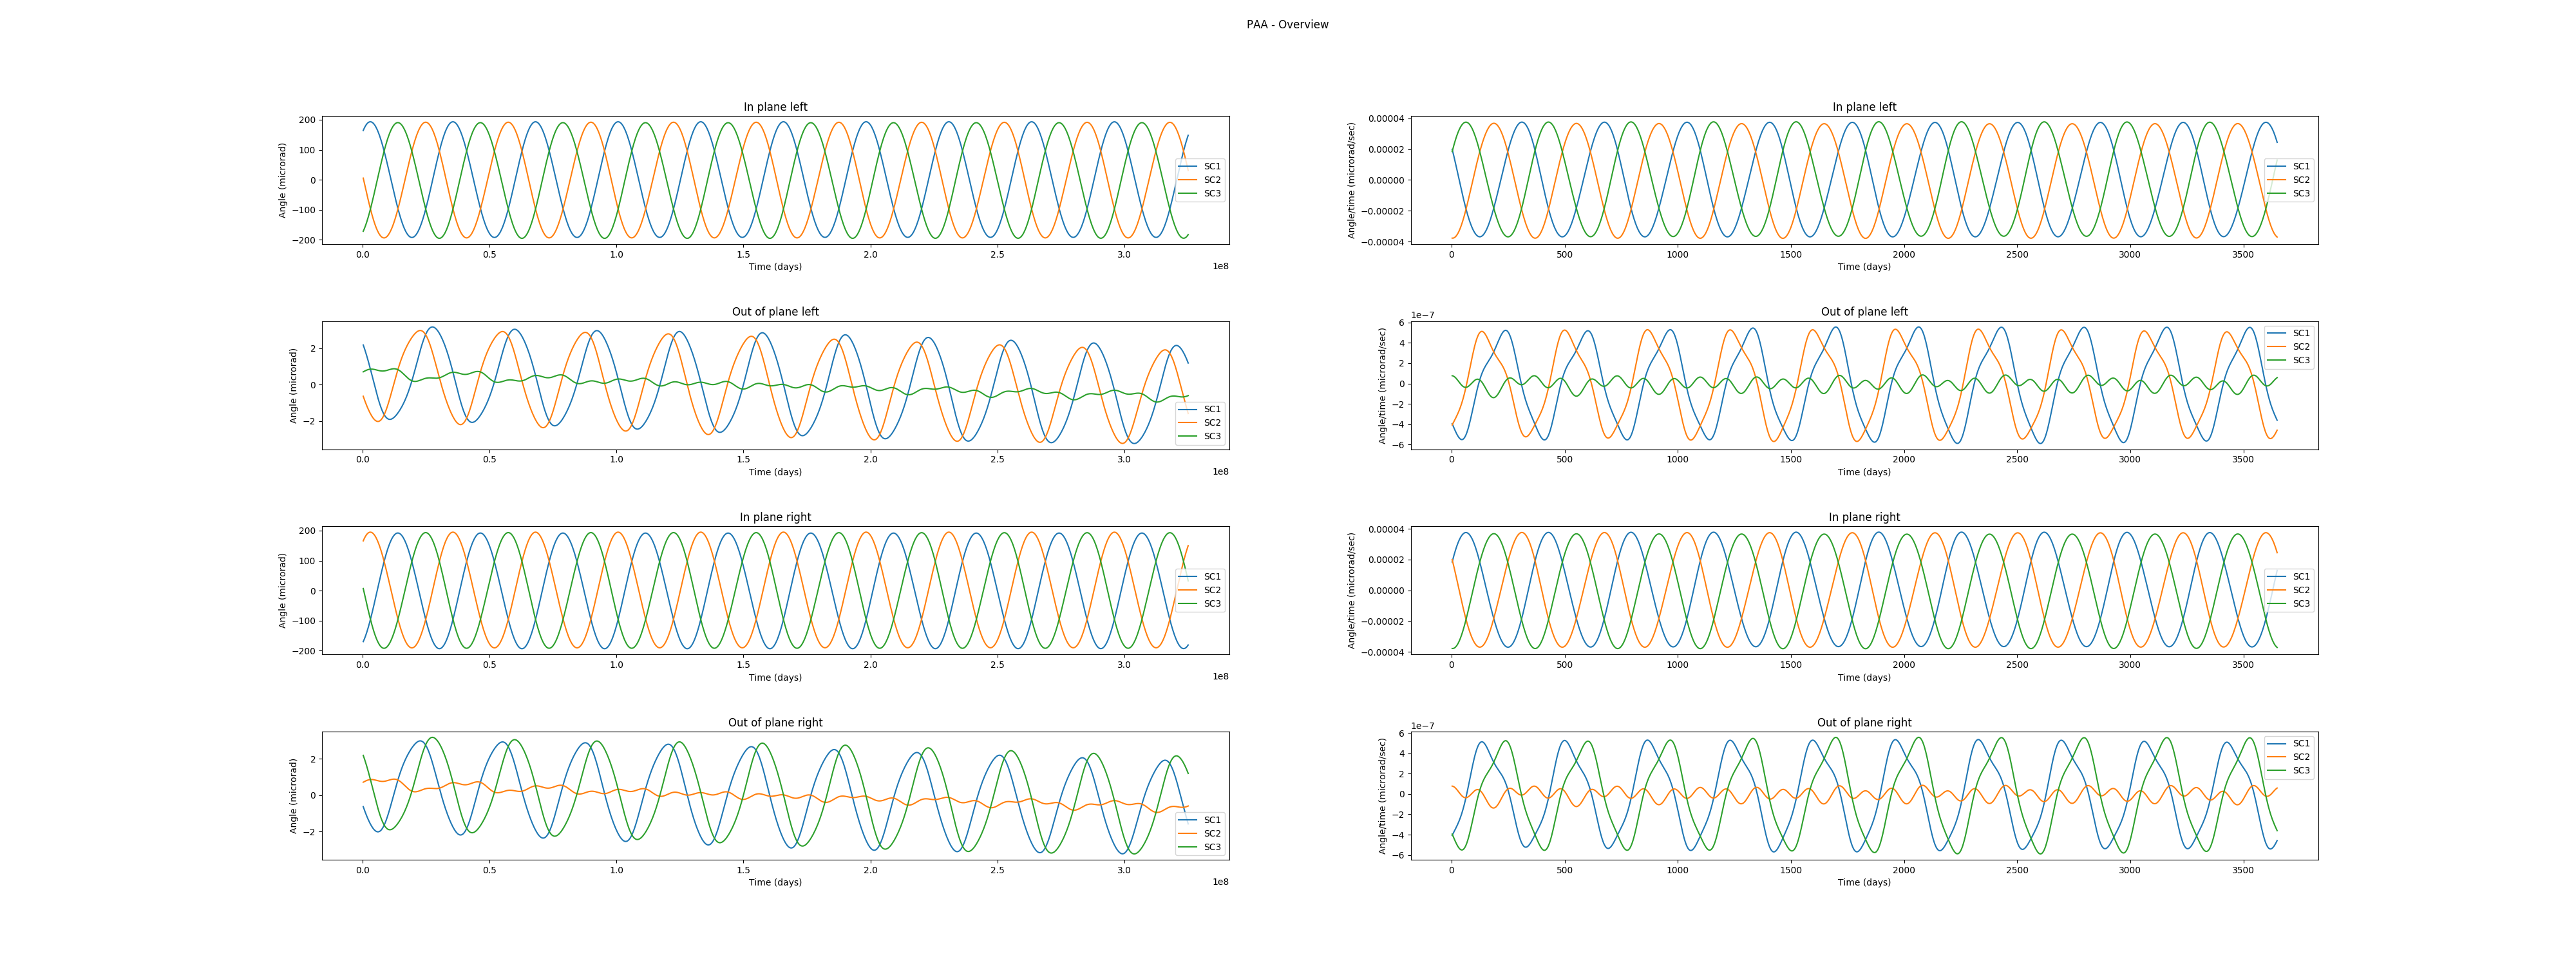 PAA - Overview
In plane left
Angle (microrad)
200
100
0
−100
−200
0.0 0.5 1.0 1.5 2.0 2.5 3.0
Time (days)
1e8
SC1
SC2
SC3
In plane left
Angle/time (microrad/sec)
0.00004
0.00002
0.00000
−0.00002
−0.00004
0 500 1000 1500 2000 2500 3000 3500
Time (days)
SC1
SC2
SC3
Out of plane left
Angle (microrad)
2
0
−2
0.0 0.5 1.0 1.5 2.0 2.5 3.0
Time (days)
1e8
SC1
SC2
SC3
Out of plane left
1e−7
Angle/time (microrad/sec)
6
4
2
0
−2
−4
−6
0 500 1000 1500 2000 2500 3000 3500
Time (days)
SC1
SC2
SC3
In plane right
Angle (microrad)
200
100
0
−100
−200
0.0 0.5 1.0 1.5 2.0 2.5 3.0
Time (days)
1e8
SC1
SC2
SC3
In plane right
Angle/time (microrad/sec)
0.00004
0.00002
0.00000
−0.00002
−0.00004
0 500 1000 1500 2000 2500 3000 3500
Time (days)
SC1
SC2
SC3
Out of plane right
Angle (microrad)
2
0
−2
0.0 0.5 1.0 1.5 2.0 2.5 3.0
Time (days)
1e8
SC1
SC2
SC3
Out of plane right
1e−7
Angle/time (microrad/sec)
6
4
2
0
−2
−4
−6
0 500 1000 1500 2000 2500 3000 3500
Time (days)
SC1
SC2
SC3